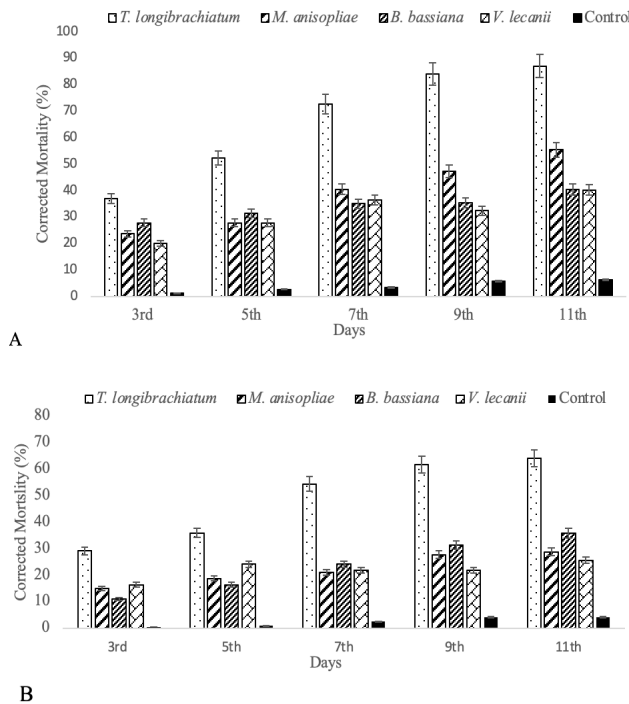 T. longibrachiatum M. anisopliae B. bassiana V. lecanii Control
100
90
80
70
60
50
40
30
20
10
0
Corrected Mortality (%)
3rd 5th 7th 9th 11th
Days
A
T. longibrachiatum M. anisopliae B. bassiana V. lecanii Control
80
70
60
50
40
30
20
10
0
Corrected Mortslity (%)
3rd 5th 7th 9th 11th
Days
B